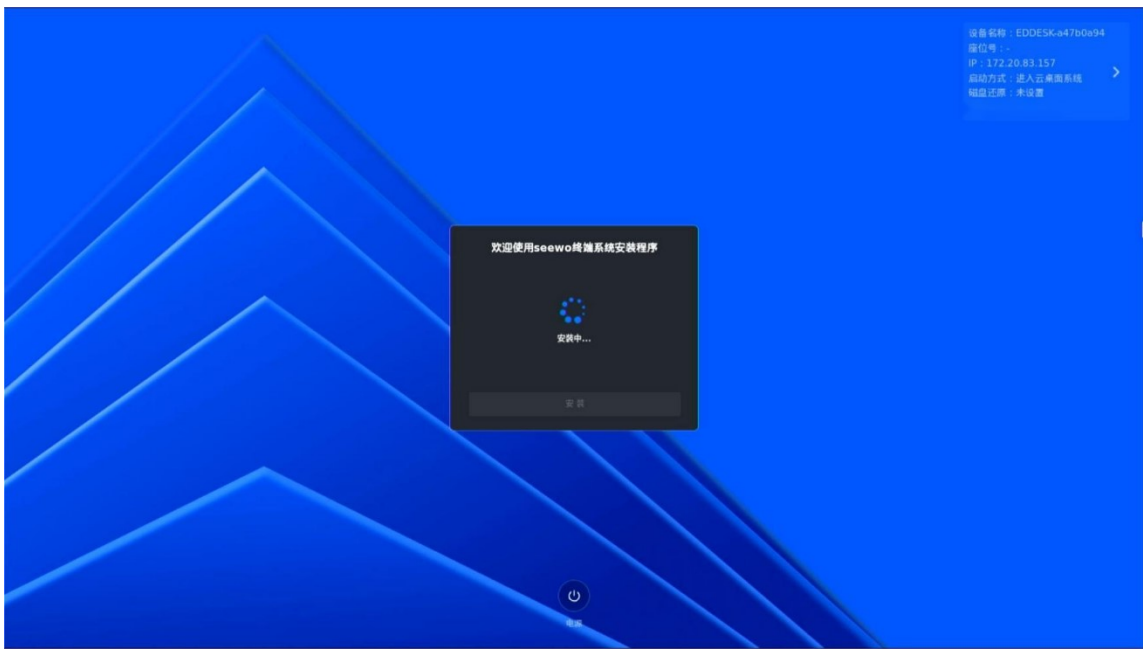 设备名称：EDDESK-a47b0a94
座位号：-
IP：172.20.83.157
启动方式：进入云桌面系统
磁盘还原：未设置
欢迎使用seewo终端系统安装程序
安装中...
安装
电源